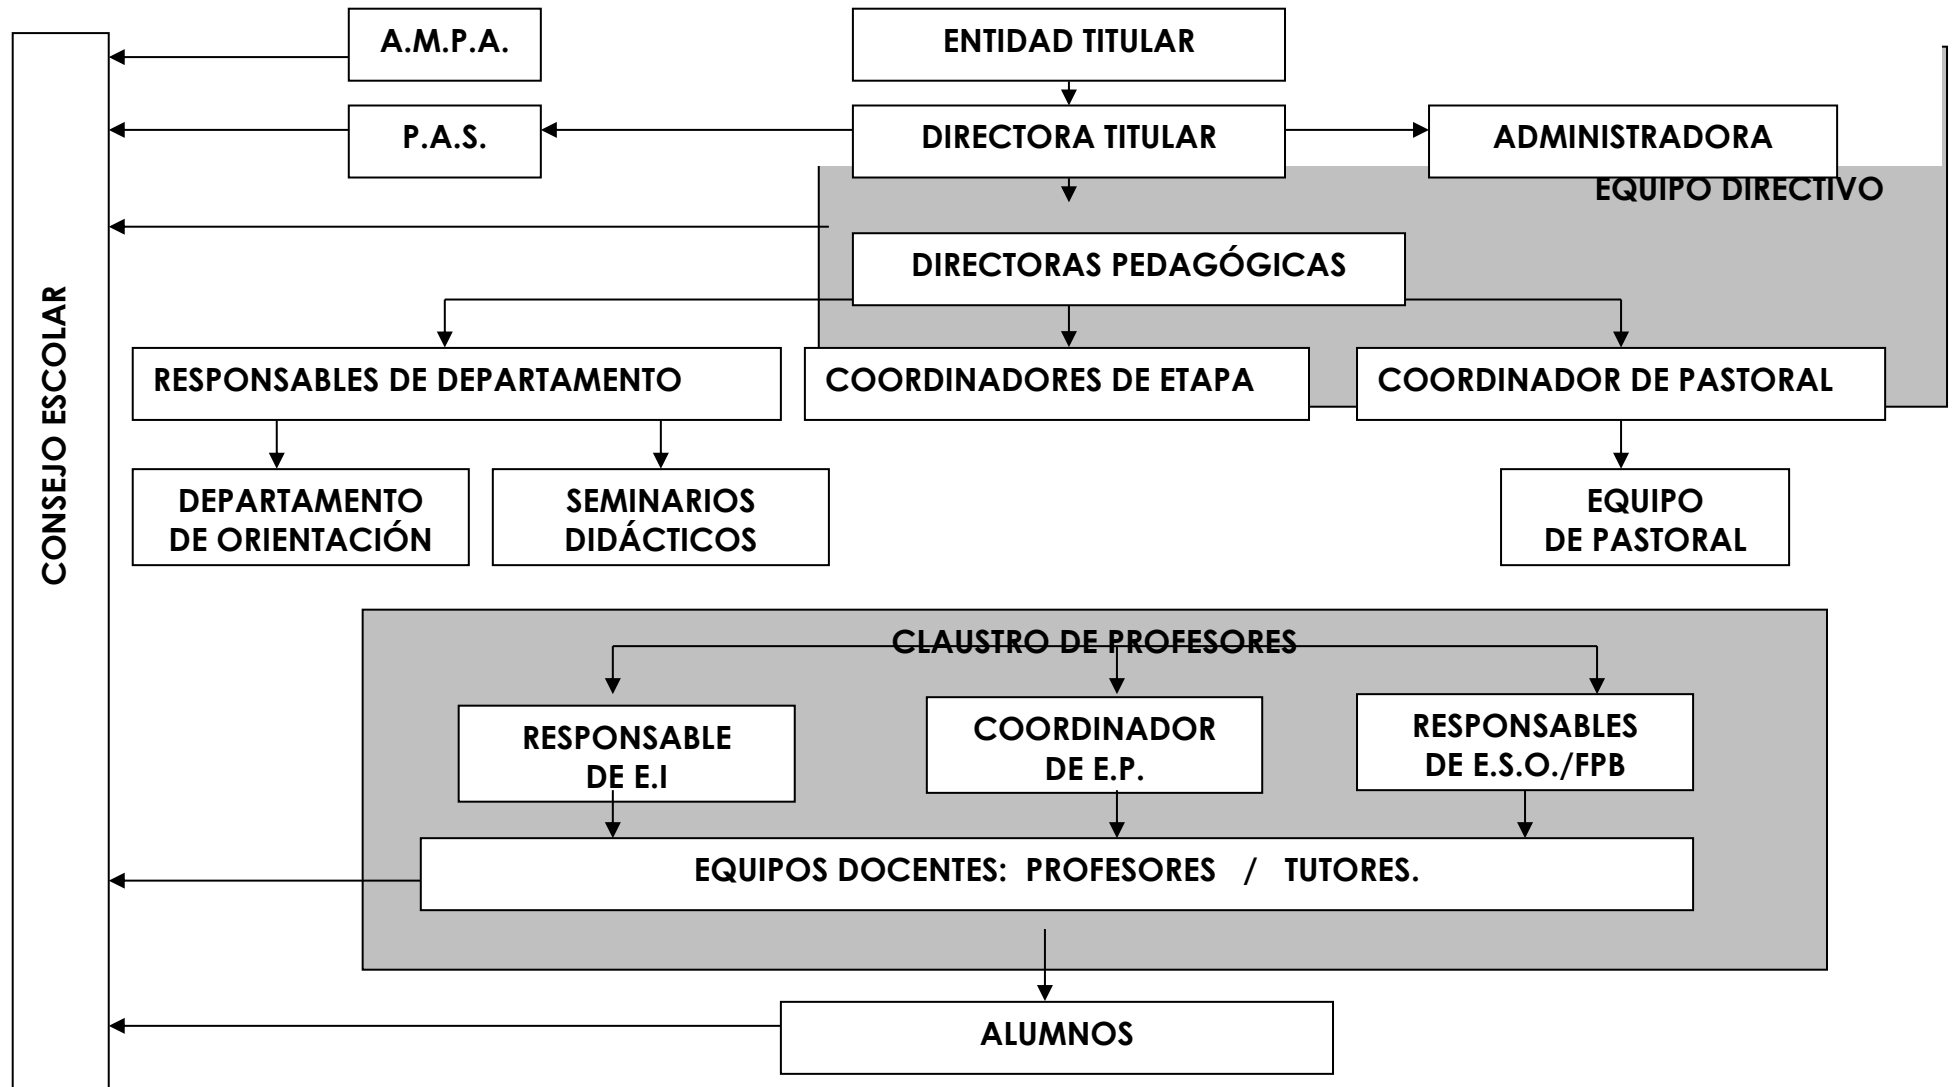 A.M.P.A.
ENTIDAD TITULAR
P.A.S.
DIRECTORA TITULAR
ADMINISTRADORA
EQUIPO DIRECTIVO
DIRECTORAS PEDAGÓGICAS
CONSEJO ESCOLAR
RESPONSABLES DE DEPARTAMENTO
COORDINADORES DE ETAPA
COORDINADOR DE PASTORAL
DEPARTAMENTO
DE ORIENTACIÓN
SEMINARIOS
DIDÁCTICOS
EQUIPO
DE PASTORAL
CLAUSTRO DE PROFESORES
RESPONSABLE
DE E.I
COORDINADOR
DE E.P.
RESPONSABLES
DE E.S.O./FPB
EQUIPOS DOCENTES: PROFESORES / TUTORES.
ALUMNOS